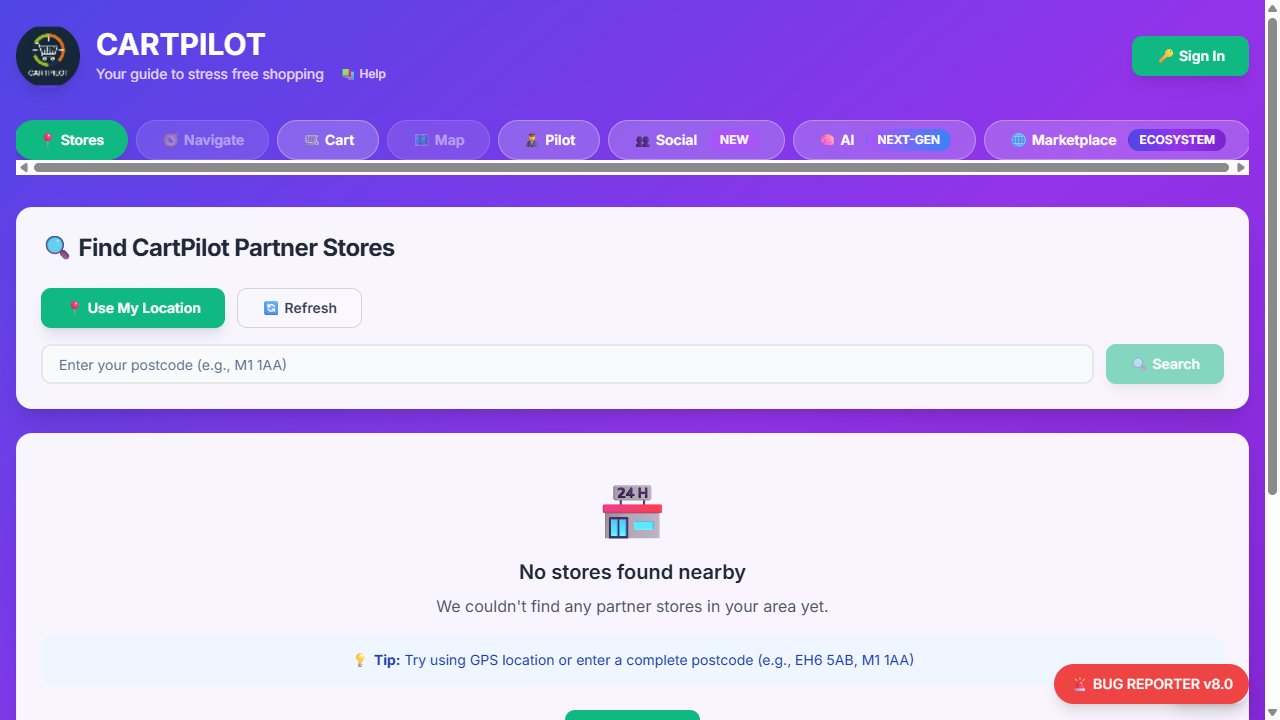 CARTPILOT
CARTPILOT
Your guide to stress free shopping
Help
Sign In
Stores
Navigate
Cart
Map
Pilot
Social NEW
AI NEXT-GEN
Marketplace ECOSYSTEM
Find CartPilot Partner Stores
Use My Location
Refresh
Enter your postcode (e.g., M1 1AA)
Search
24 H
No stores found nearby
We couldn't find any partner stores in your area yet.
Tip: Try using GPS location or enter a complete postcode (e.g., EH6 5AB, M1 1AA)
BUG REPORTER v8.0